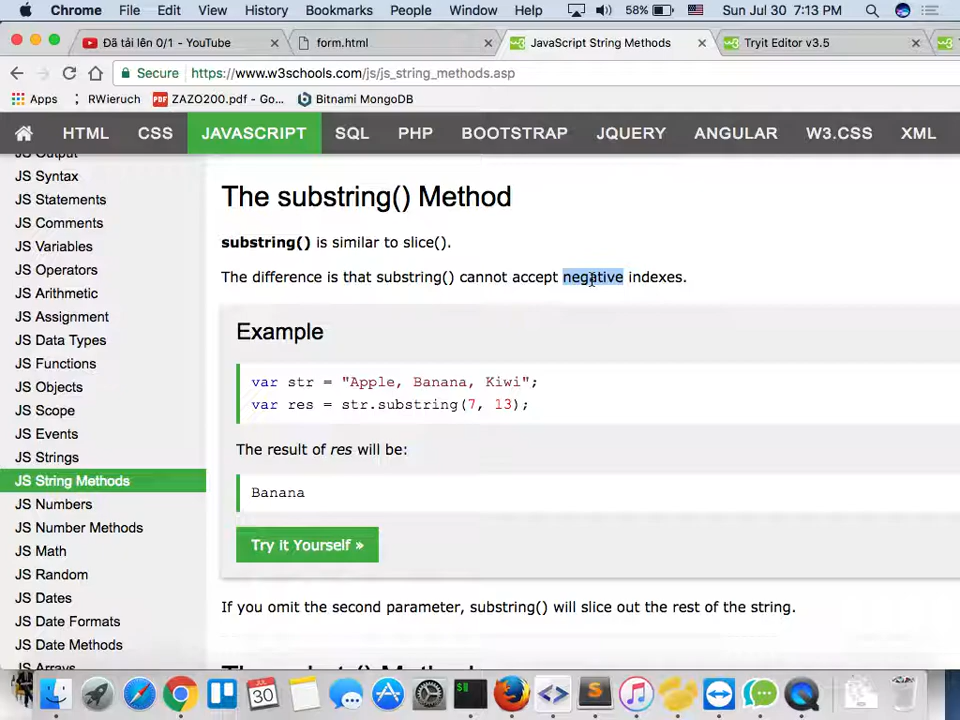 Chrome File Edit View History Bookmarks People Window Help 58% Sun Jul 30 7:13 PM
Đã tải lên 0/1 - YouTube
form.html
JavaScript String Methods
Tryit Editor v3.5
Secure https://www.w3schools.com/js/js_string_methods.asp
Apps RWieruch ZAZO200.pdf - Go... Bitnami MongoDB
HTML CSS JAVASCRIPT SQL PHP BOOTSTRAP JQUERY ANGULAR W3.CSS XML
JS Output
JS Syntax
JS Statements
JS Comments
JS Variables
JS Operators
JS Arithmetic
JS Assignment
JS Data Types
JS Functions
JS Objects
JS Scope
JS Events
JS Strings
JS String Methods
JS Numbers
JS Number Methods
JS Math
JS Random
JS Dates
JS Date Formats
JS Date Methods
JS Arrays
The substring() Method
substring() is similar to slice().
The difference is that substring() cannot accept negative indexes.
Example
var str = "Apple, Banana, Kiwi";
var res = str.substring(7, 13);
The result of res will be:
Banana
Try it Yourself »
If you omit the second parameter, substring() will slice out the rest of the string.
30